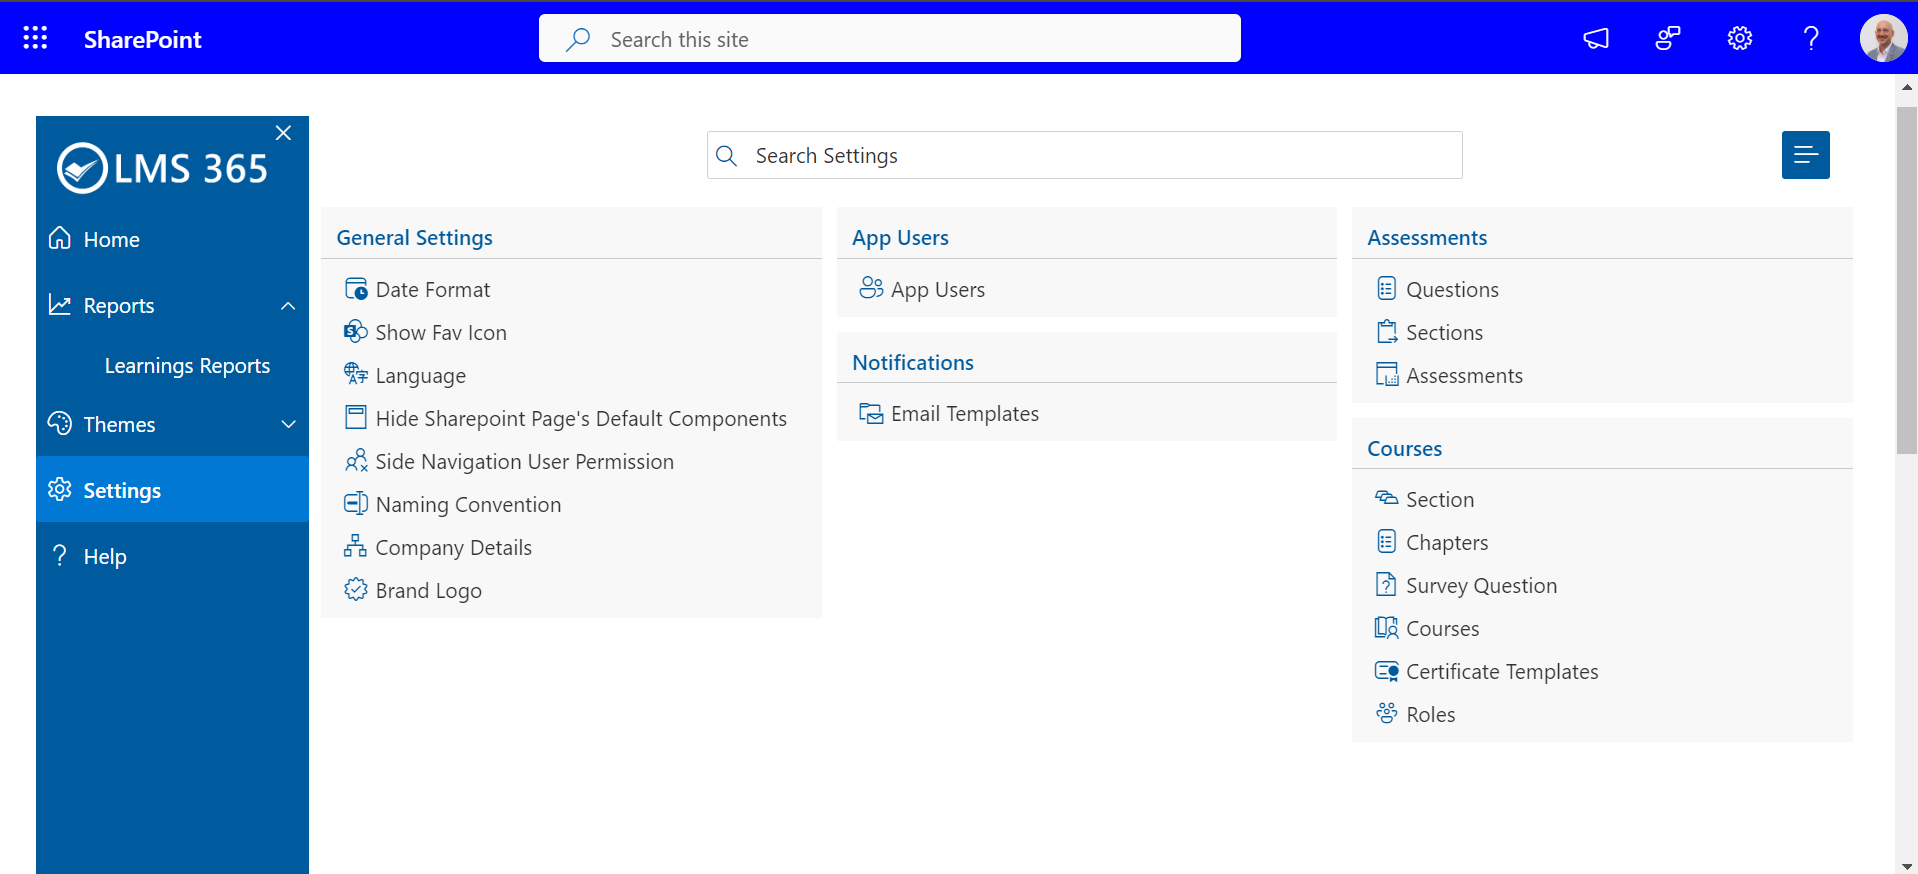 SharePoint
Search this site
LMS 365
Home
Reports
Learnings Reports
Themes
Settings
Help
Search Settings
General Settings
Date Format
Show Fav Icon
Language
Hide Sharepoint Page's Default Components
Side Navigation User Permission
Naming Convention
Company Details
Brand Logo
App Users
App Users
Notifications
Email Templates
Assessments
Questions
Sections
Assessments
Courses
Section
Chapters
Survey Question
Courses
Certificate Templates
Roles